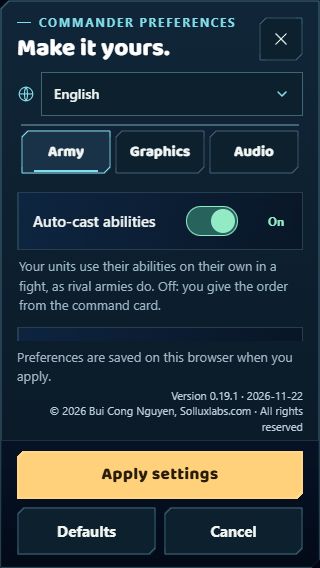 COMMANDER PREFERENCES
Make it yours.
English
Army
Graphics
Audio
Auto-cast abilities
On
Your units use their abilities on their own in a
fight, as rival armies do. Off: you give the order
from the command card.
Preferences are saved on this browser when you
apply.
Version 0.19.1 · 2026-11-22
© 2026 Bui Cong Nguyen, Solluxlabs.com · All rights
reserved
Apply settings
Defaults
Cancel